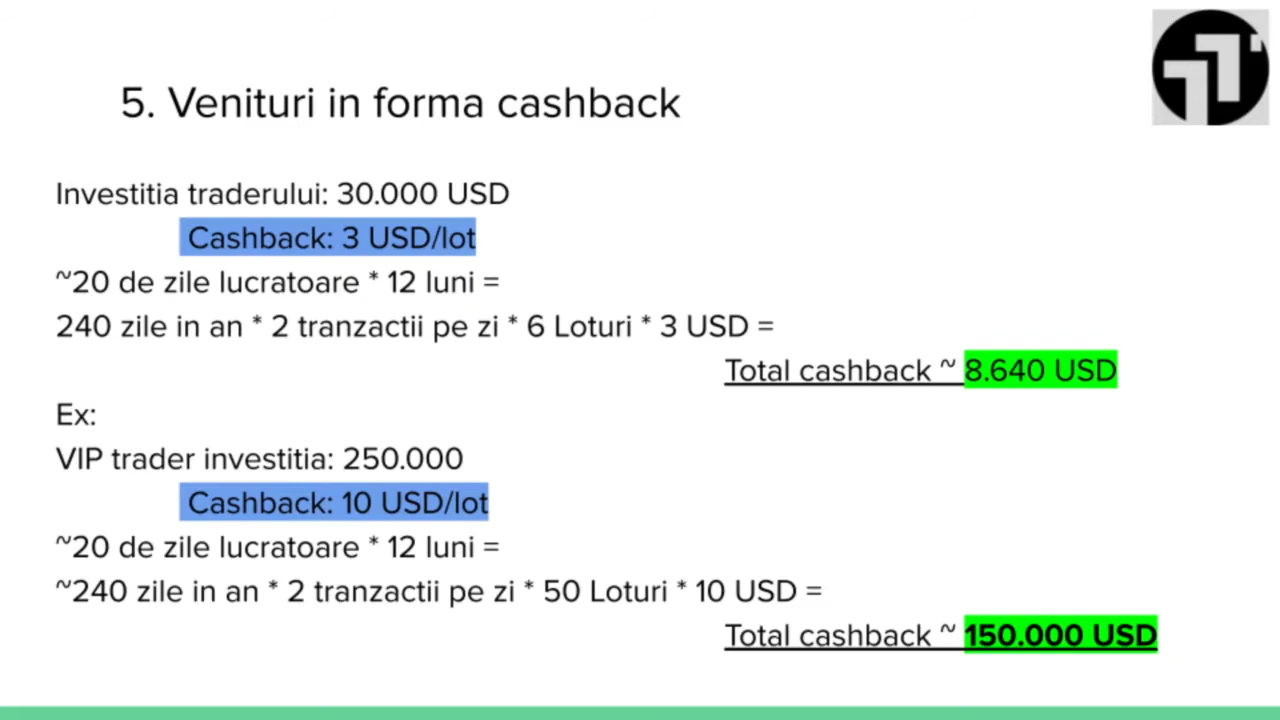 5. Venituri in forma cashback
Investitia traderului: 30.000 USD
Cashback: 3 USD/lot
~20 de zile lucratoare * 12 luni =
240 zile in an * 2 tranzactii pe zi * 6 Loturi * 3 USD =
Total cashback ~ 8.640 USD
Ex:
VIP trader investitia: 250.000
Cashback: 10 USD/lot
~20 de zile lucratoare * 12 luni =
~240 zile in an * 2 tranzactii pe zi * 50 Loturi * 10 USD =
Total cashback ~ 150.000 USD